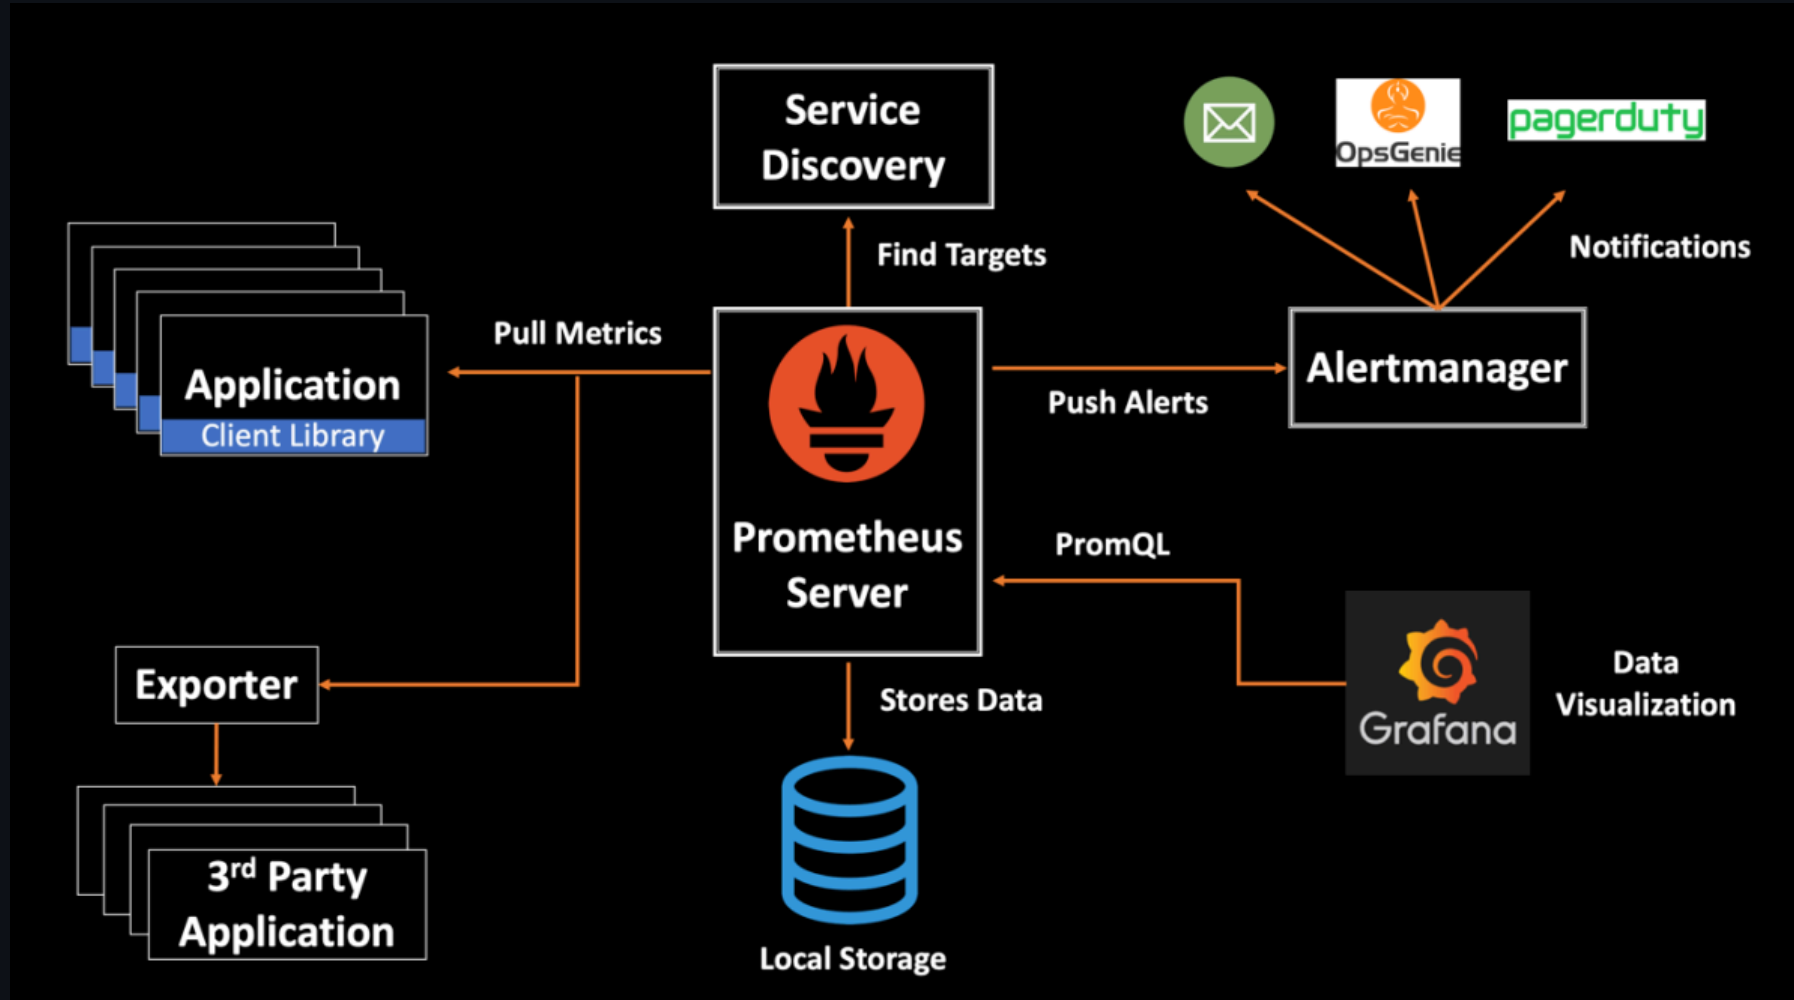 Service
Discovery
OpsGenie
pagerduty
Find Targets
Notifications
Pull Metrics
Application
Client Library
Push Alerts
Alertmanager
Prometheus
Server
PromQL
Exporter
Stores Data
Grafana
Data
Visualization
3rd Party
Application
Local Storage